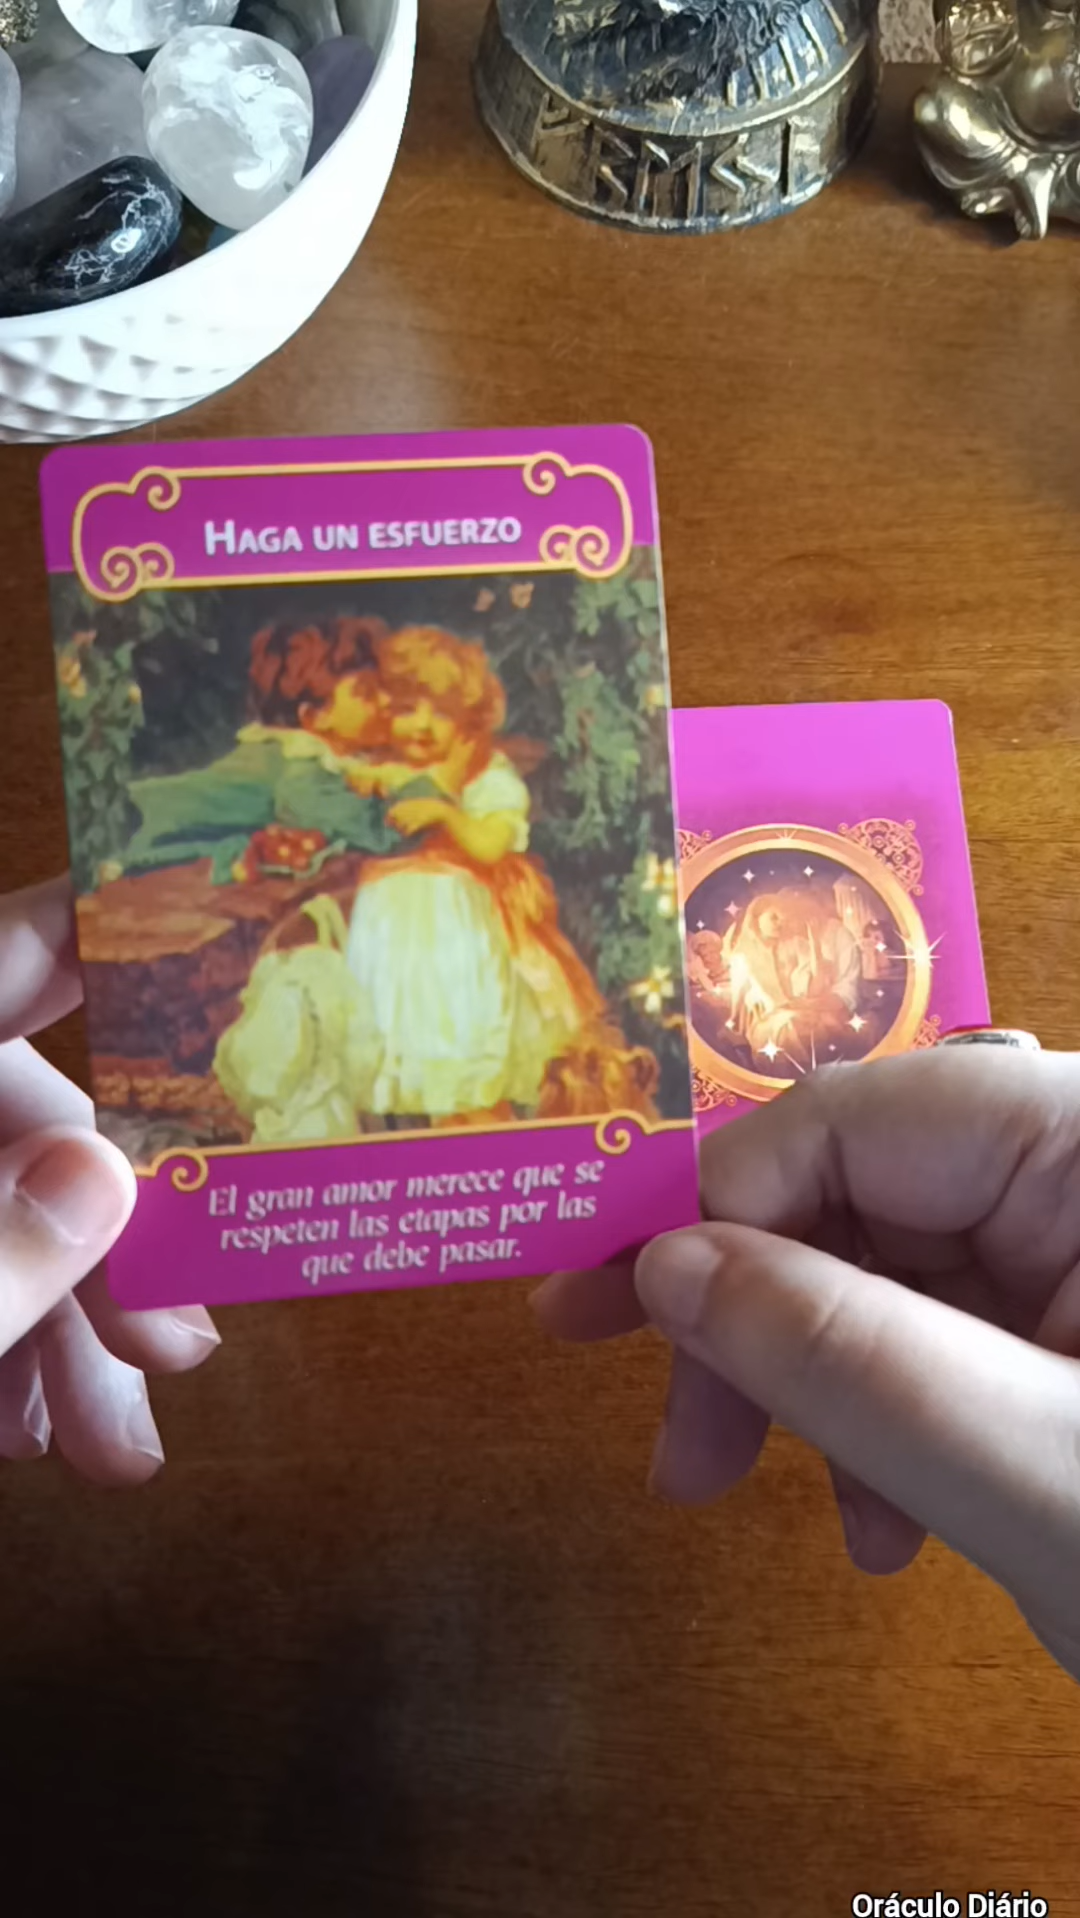 HAGA UN ESFUERZO
El gran amor merece que se
respeten las etapas por las
que debe pasar.
Oráculo Diário